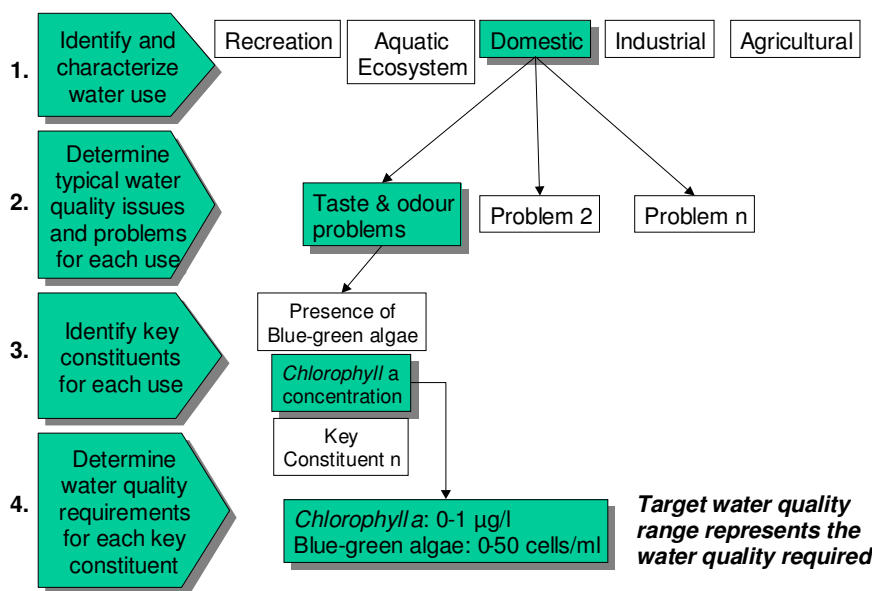 1.
Identify and
characterize
water use
Recreation
Aquatic
Ecosystem
Domestic
Industrial
Agricultural
2.
Determine
typical water
quality issues
and problems
for each use
Taste & odour
problems
Problem 2
Problem n
3.
Identify key
constituents
for each use
Presence of
Blue-green algae
Chlorophyll a
concentration
Key
Constituent n
4.
Determine
water quality
requirements
for each key
constituent
Chlorophyll a: 0-1 µg/l
Blue-green algae: 0-50 cells/ml
Target water quality
range represents the
water quality required